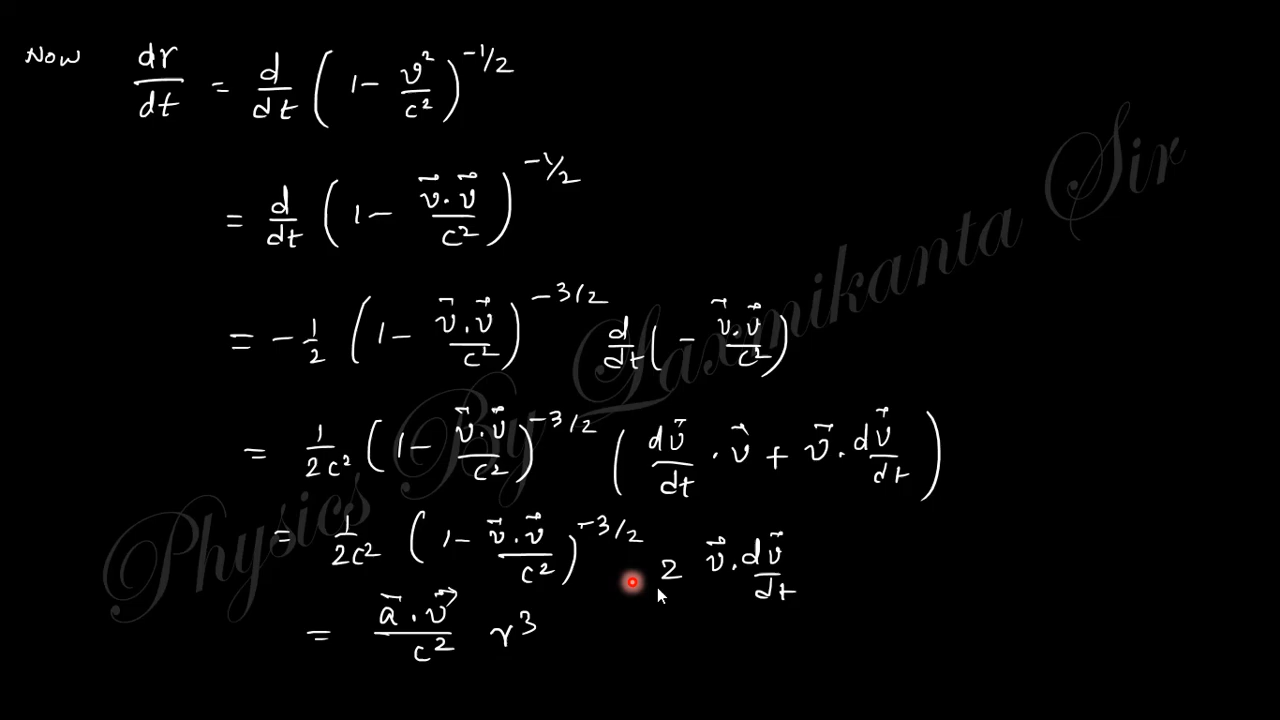 Now dγ/dt = d/dt (1 - v²/c²)^-1/2
= d/dt (1 - v⃗.v⃗/c²)^-1/2
= -1/2 (1 - v⃗.v⃗/c²)^-3/2 d/dt (- v⃗.v⃗/c²)
= 1/2c² (1 - v⃗.v⃗/c²)^-3/2 (dv⃗/dt . v⃗ + v⃗ . dv⃗/dt)
= 1/2c² (1 - v⃗.v⃗/c²)^-3/2 2 v⃗ . dv⃗/dt
= a⃗.v⃗/c² γ³
Physics By Laxmikanta Sir